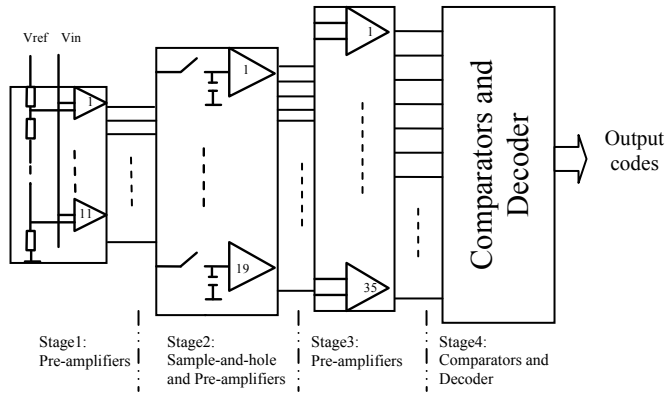 Vref Vin
1
11
1
19
1
35
Comparators and
Decoder
Output
codes
Stage1:
Pre-amplifiers
Stage2:
Sample-and-hole
and Pre-amplifiers
Stage3:
Pre-amplifiers
Stage4:
Comparators and
Decoder